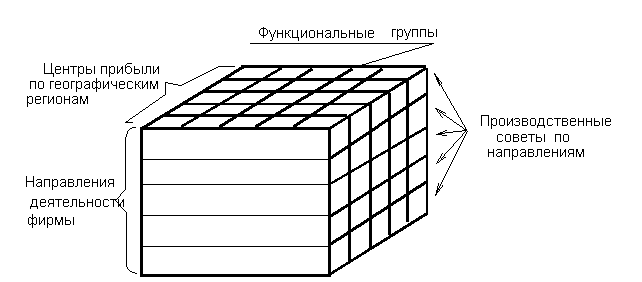 Функциональные группы
Центры прибыли
по географическим
регионам
Производственные
советы по
направлениям
Направления
деятельности
фирмы